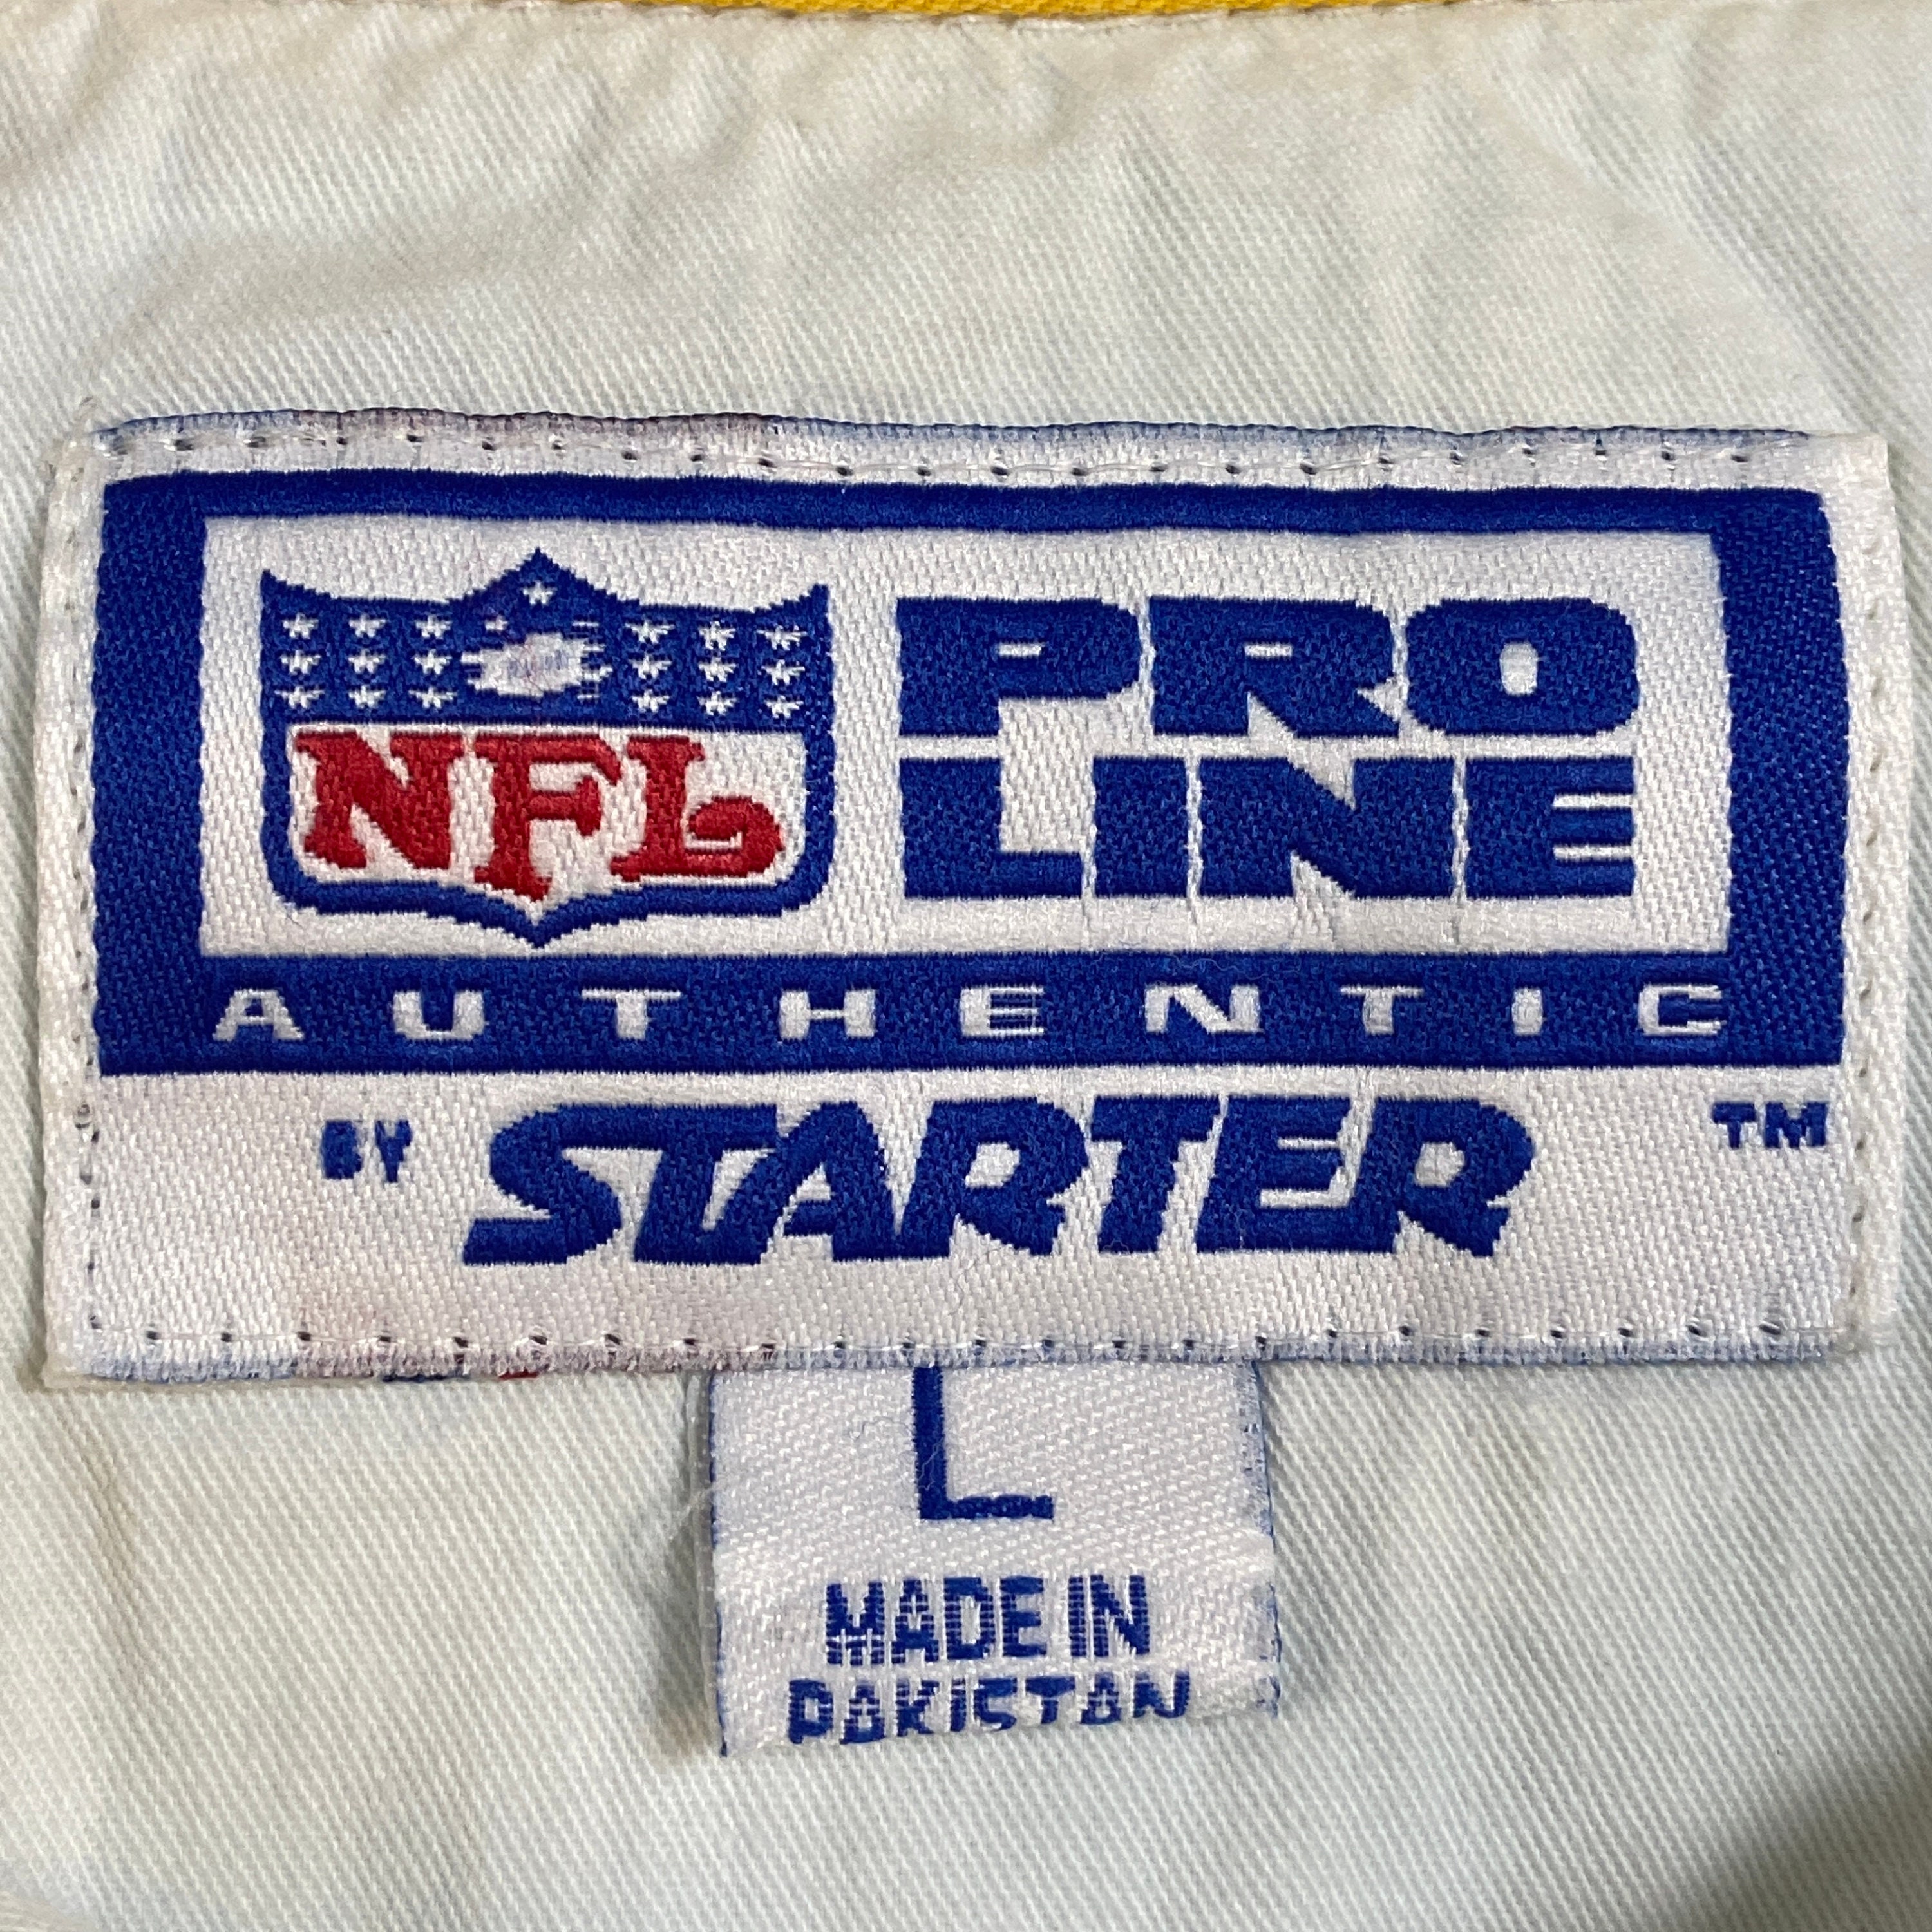 NFL
PRO
LINE
AUTHENTIC
BY STARTER TM
L
MADE IN
PAKISTAN